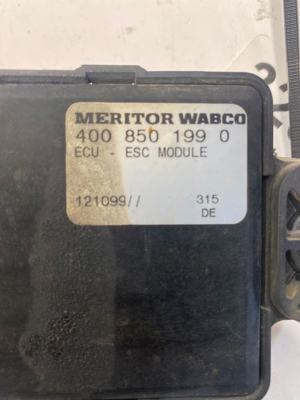 MERITOR WABCO
400 850 199 0
ECU - ESC MODULE
121099// 315
DE